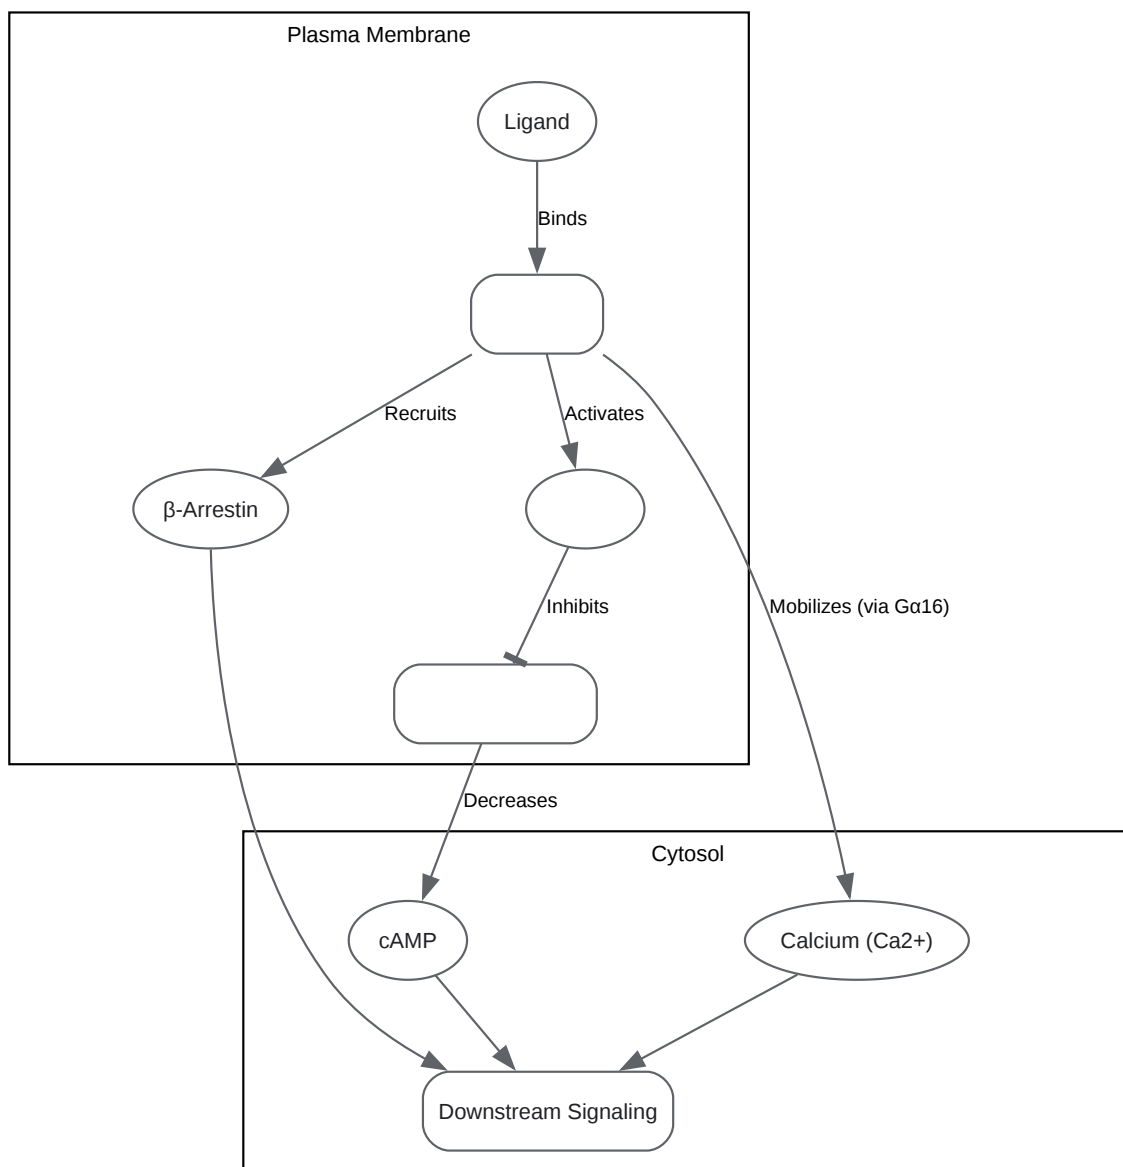 Plasma Membrane
Ligand
Binds
Recruits
Activates
β-Arrestin
Inhibits
Mobilizes (via Gα16)
Decreases
Cytosol
cAMP
Calcium (Ca2+)
Downstream Signaling